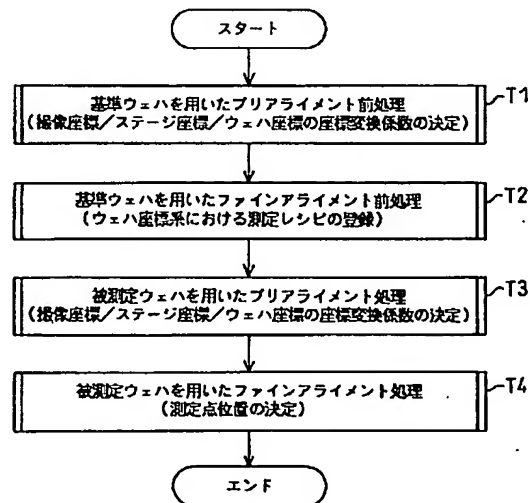 スタート
基準ウェハを用いたプリアライメント前処理
(撮像座標／ステージ座標／ウェハ座標の座標変換係数の決定)
T1
基準ウェハを用いたファインアライメント前処理
(ウェハ座標系における測定レシピの登録)
T2
被測定ウェハを用いたプリアライメント処理
(撮像座標／ステージ座標／ウェハ座標の座標変換係数の決定)
T3
被測定ウェハを用いたファインアライメント処理
(測定点位置の決定)
T4
エンド